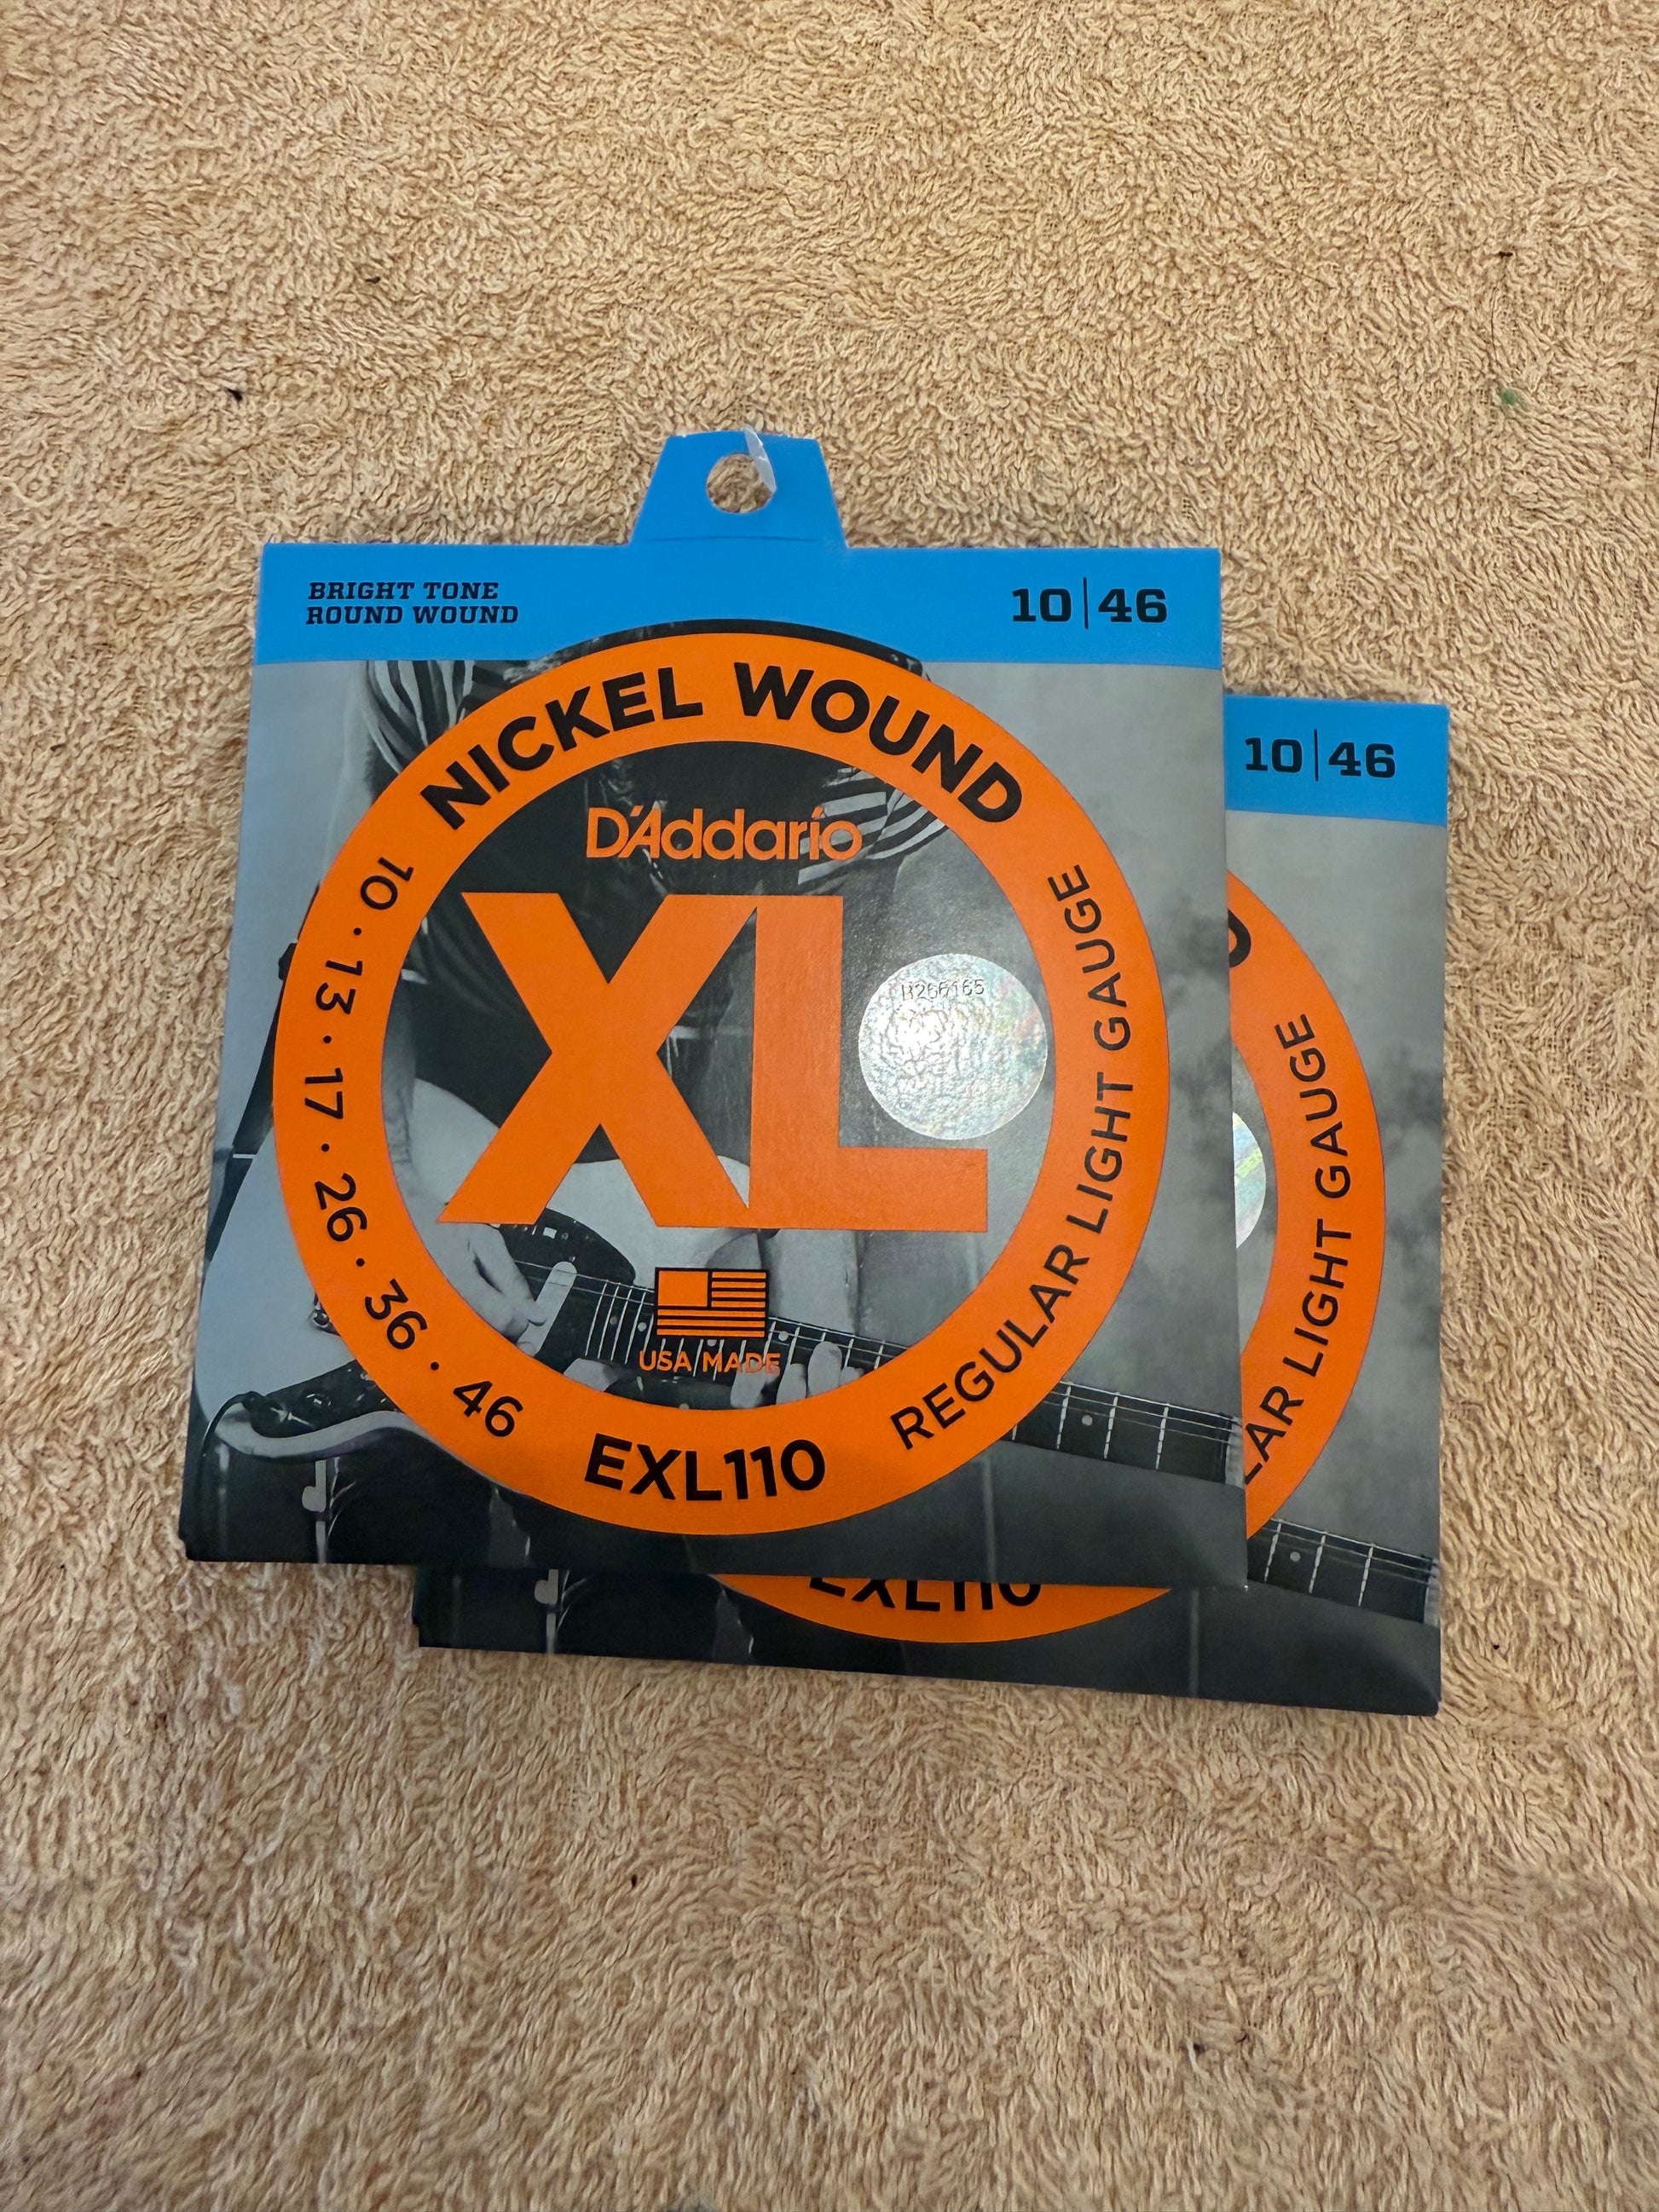 BRIGHT TONE
ROUND WOUND
10|46
NICKEL WOUND
D'Addario
XL
10 · 13 · 17 · 26 · 36 · 46
REGULAR LIGHT GAUGE
USA MADE
EXL110
10|46
LIGHT GAUGE
EXL110